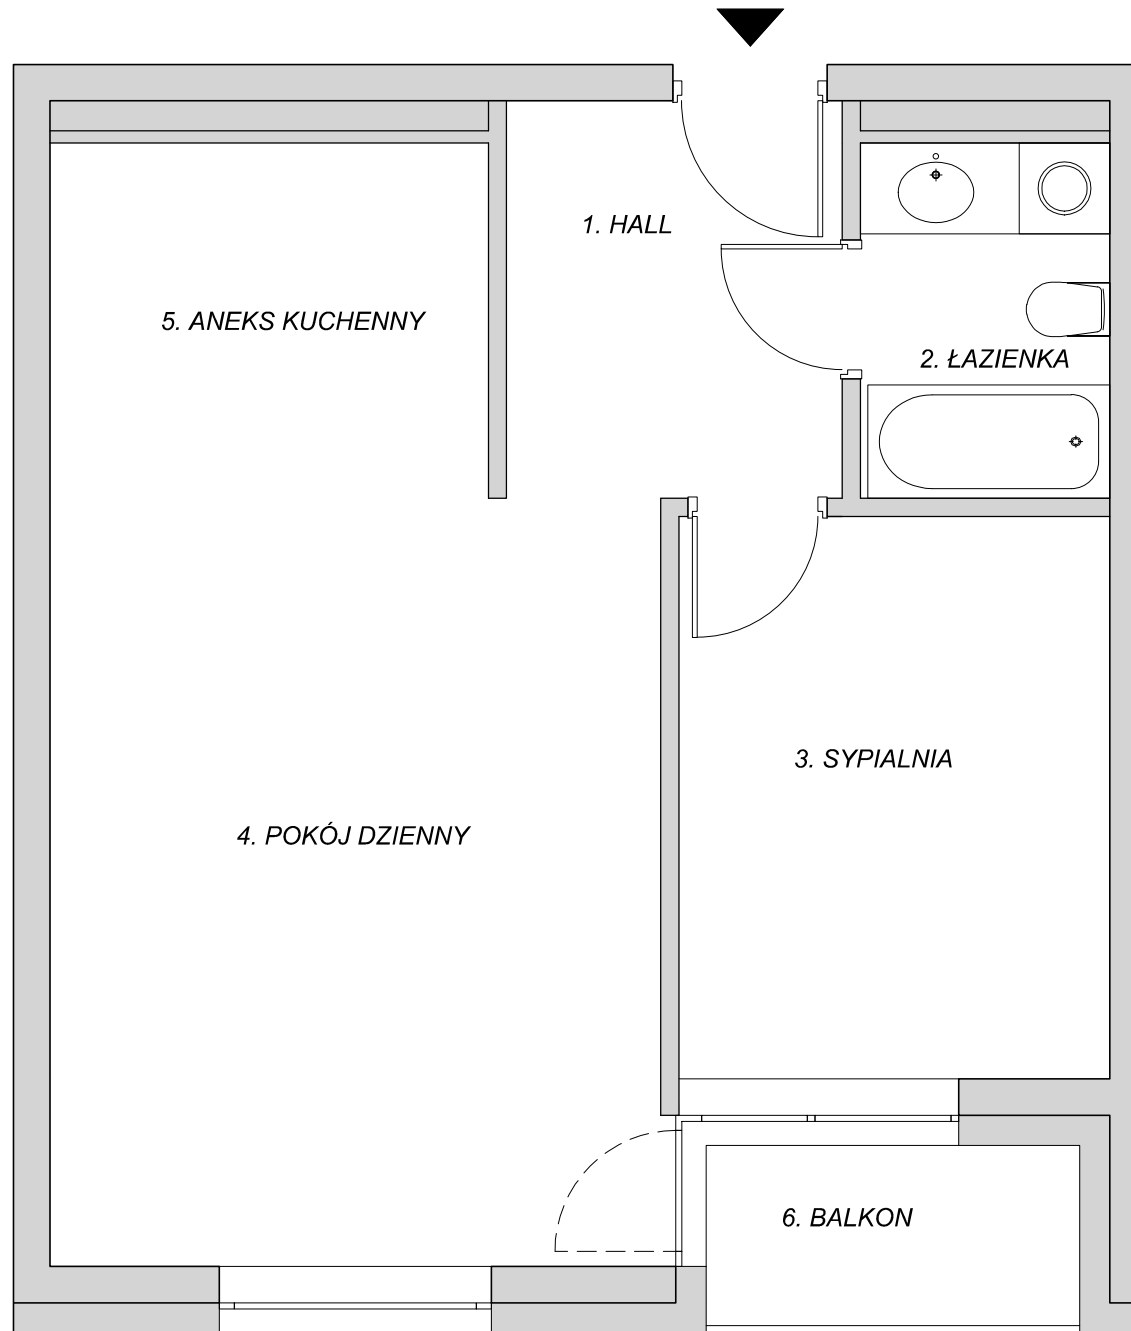 1. HALL
5. ANEKS KUCHENNY
2. ŁAZIENKA
3. SYPIALNIA
4. POKÓJ DZIENNY
6. BALKON